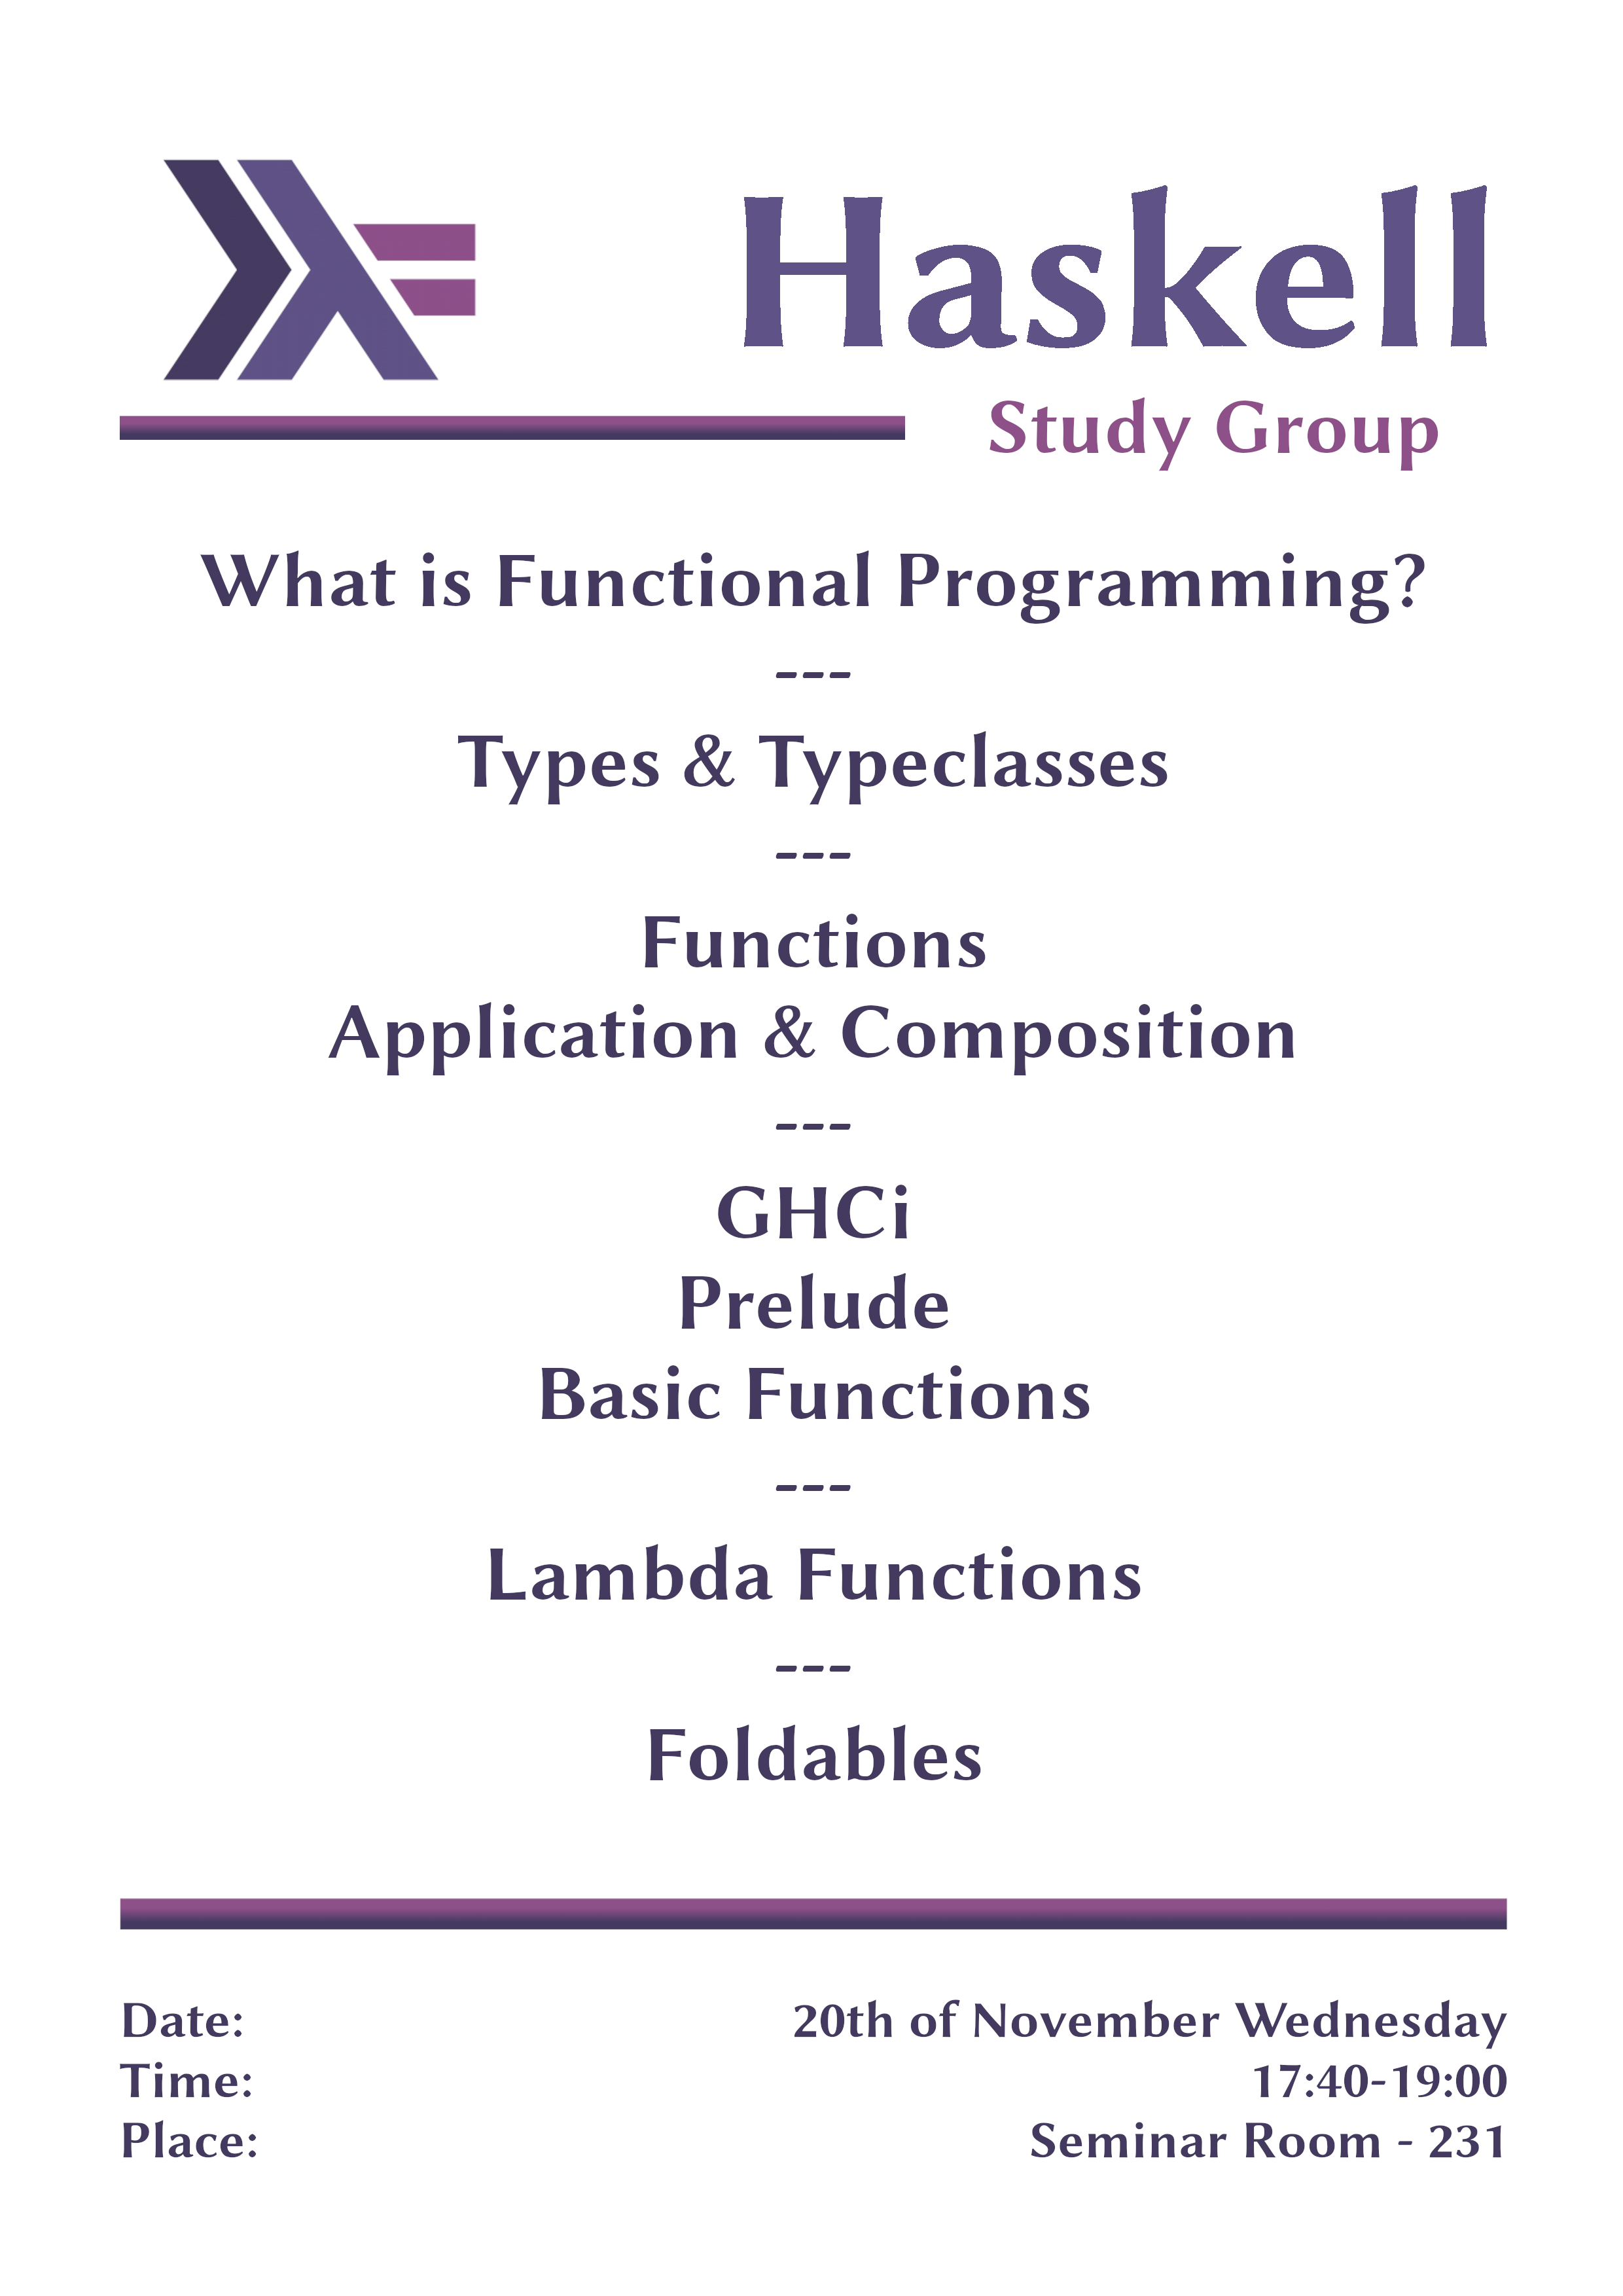 Haskell
Study Group
What is Functional Programming?
---
Types & Typeclasses
---
Functions
Application & Composition
---
GHCi
Prelude
Basic Functions
---
Lambda Functions
---
Foldables
Date: 20th of November Wednesday
Time: 17:40-19:00
Place: Seminar Room - 231